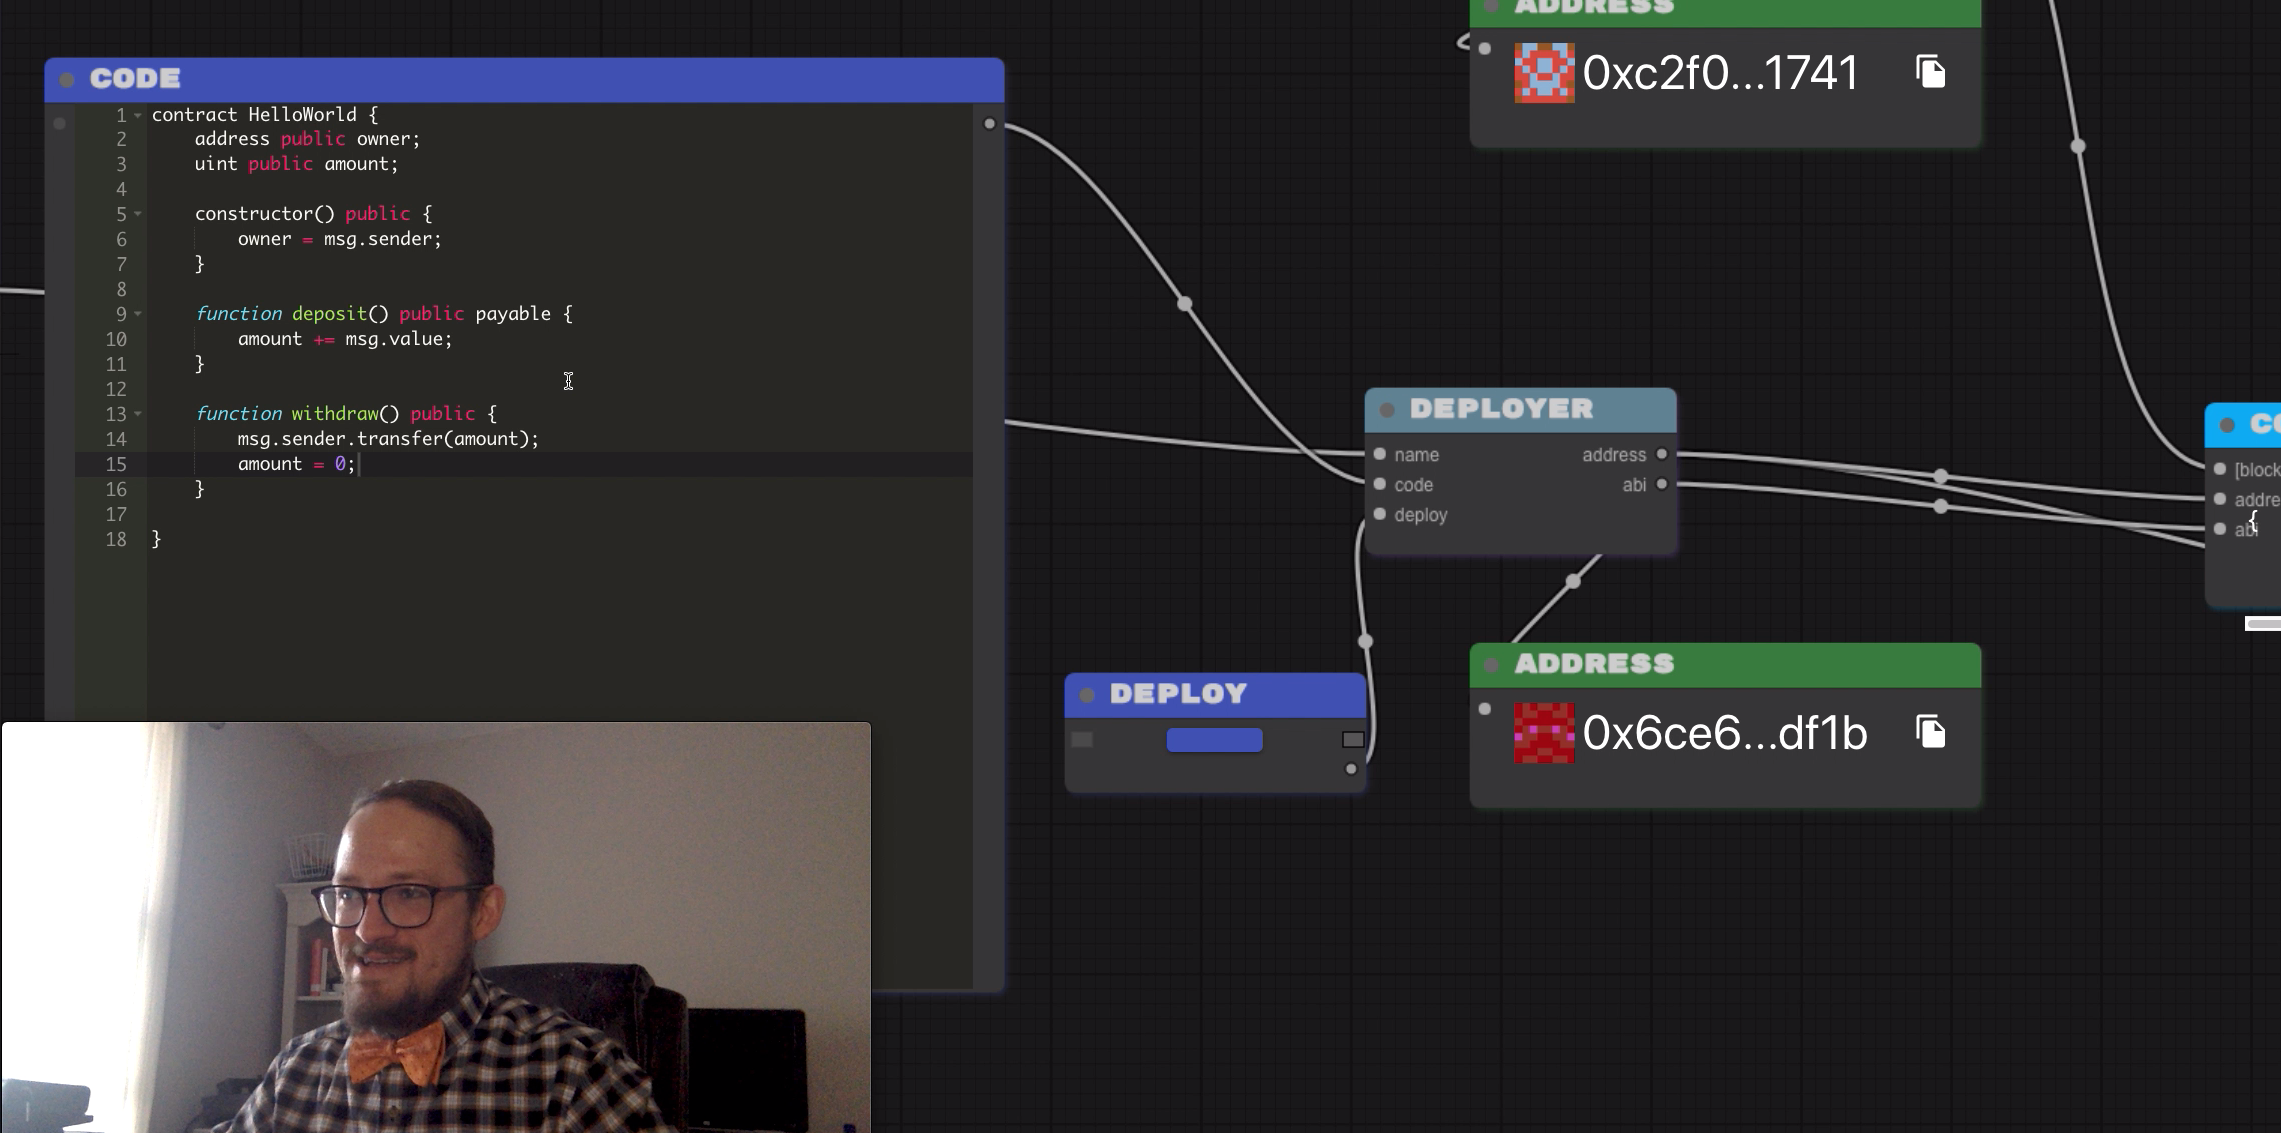 CODE
1 contract HelloWorld {
2 address public owner;
3 uint public amount;
4
5 constructor() public {
6 owner = msg.sender;
7 }
8
9 function deposit() public payable {
10 amount += msg.value;
11 }
12
13 function withdraw() public {
14 msg.sender.transfer(amount);
15 amount = 0;
16 }
17
18 }
ADDRESS
0xc2f0...1741
DEPLOYER
name address
code abi
deploy
DEPLOY
ADDRESS
0x6ce6...df1b
CO
[block
addre
abi
{